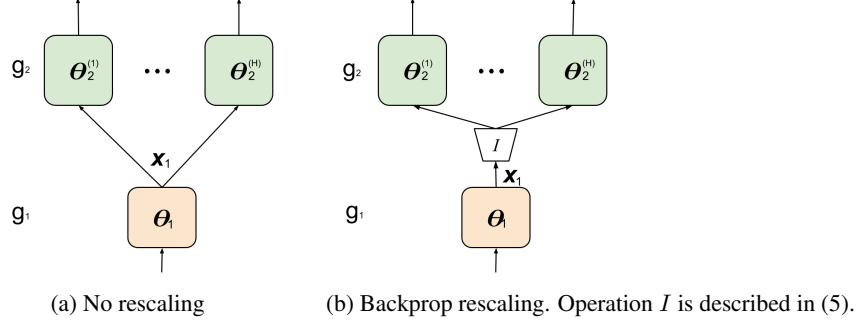 g₂ θ₂⁽¹⁾ ... θ₂⁽ᴴ⁾ g₂ θ₂⁽¹⁾ ... θ₂⁽ᴴ⁾
I
x₁ x₁
g₁ θ₁ g₁ θ₁
(a) No rescaling (b) Backprop rescaling. Operation I is described in (5).